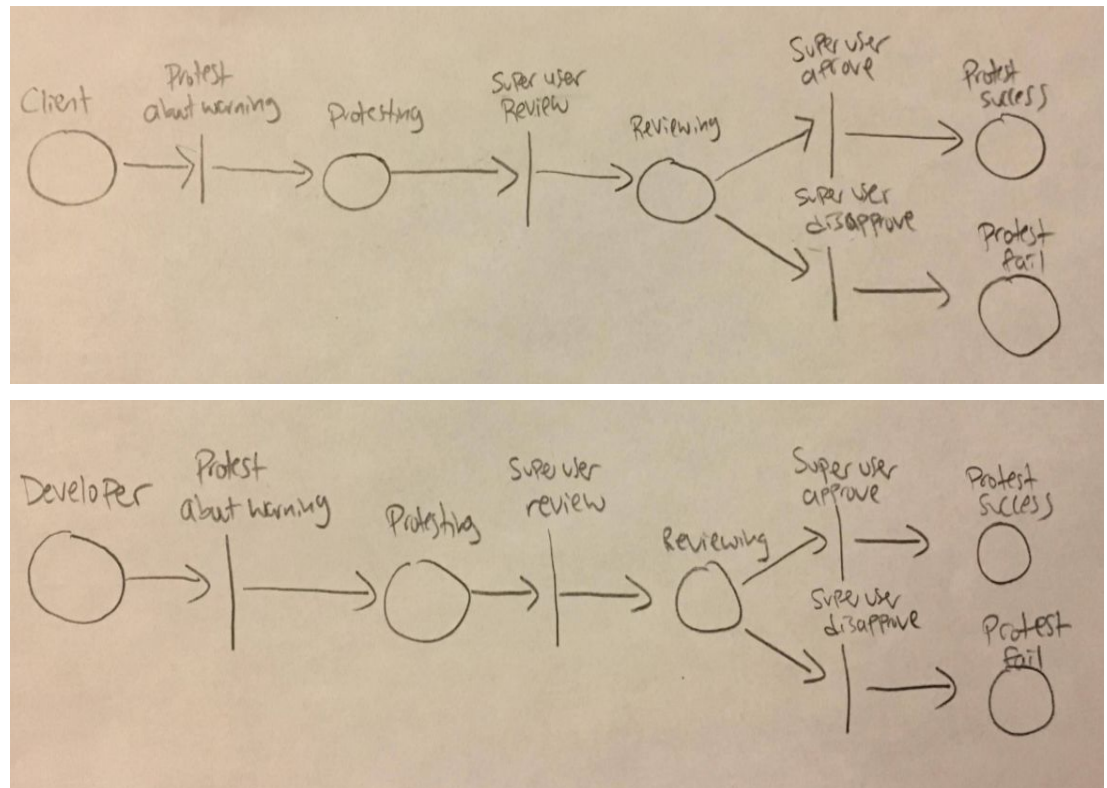 Client
Protest
about warning
Protesting
Super user
Review
Reviewing
Super user
aprove
Protest
success
Super user
disapprove
Protest
fail
Developer
Protest
about warning
Protesting
Super user
review
Reviewing
Super user
approve
Protest
success
Super user
disapprove
Protest
fail